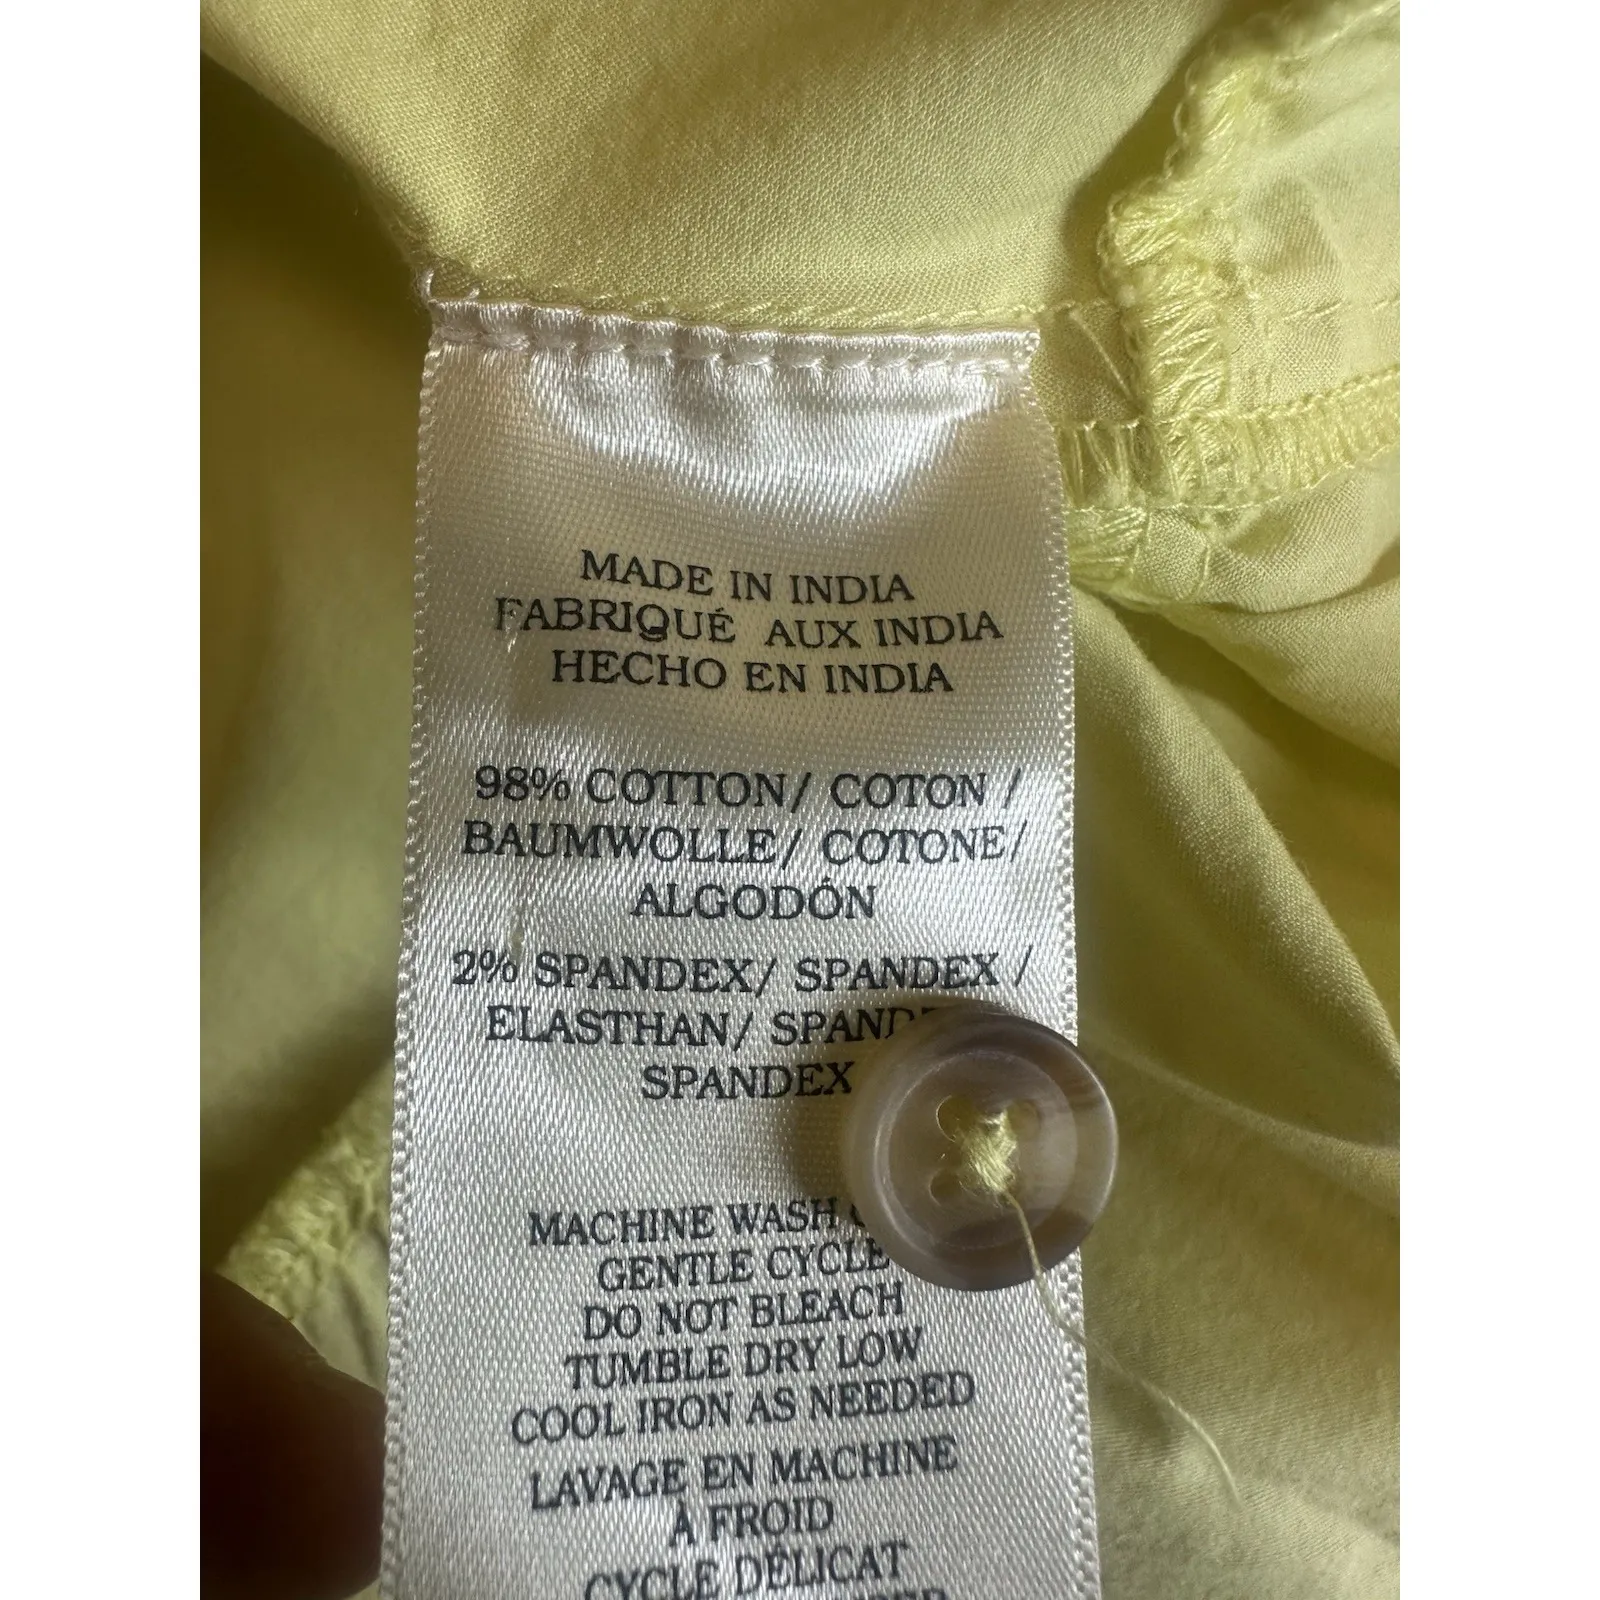 MADE IN INDIA
FABRIQUÉ AUX INDIA
HECHO EN INDIA
98% COTTON/ COTON /
BAUMWOLLE/ COTONE/
ALGODÓN
2% SPANDEX/ SPANDEX /
ELASTHAN/
SPANDEX
MACHINE WASH
GENTLE CYCLE
DO NOT BLEACH
TUMBLE DRY LOW
COOL IRON AS NEEDED
LAVAGE EN MACHINE
À FROID
CYCLE DÉLICAT